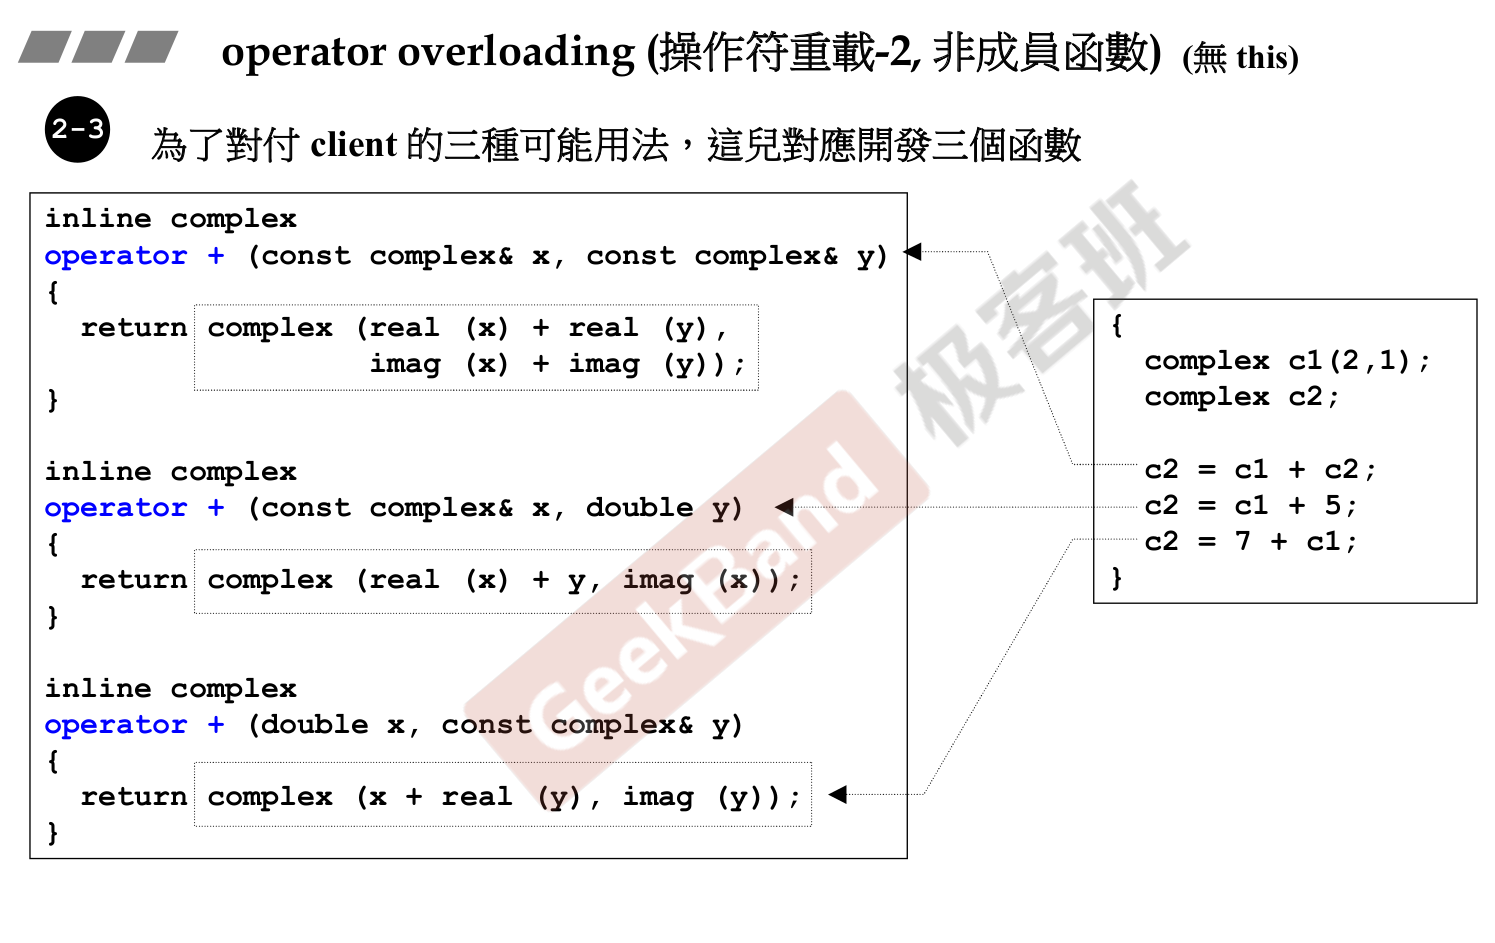 operator overloading (操作符重載-2, 非成員函數) (無 this)
2-3
為了對付 client 的三種可能用法，這兒對應開發三個函數
inline complex
operator + (const complex& x, const complex& y)
{
  return complex (real (x) + real (y),
                  imag (x) + imag (y));
}
inline complex
operator + (const complex& x, double y)
{
  return complex (real (x) + y, imag (x));
}
inline complex
operator + (double x, const complex& y)
{
  return complex (x + real (y), imag (y));
}
{
  complex c1(2,1);
  complex c2;
  c2 = c1 + c2;
  c2 = c1 + 5;
  c2 = 7 + c1;
}
GeekBand 极客班